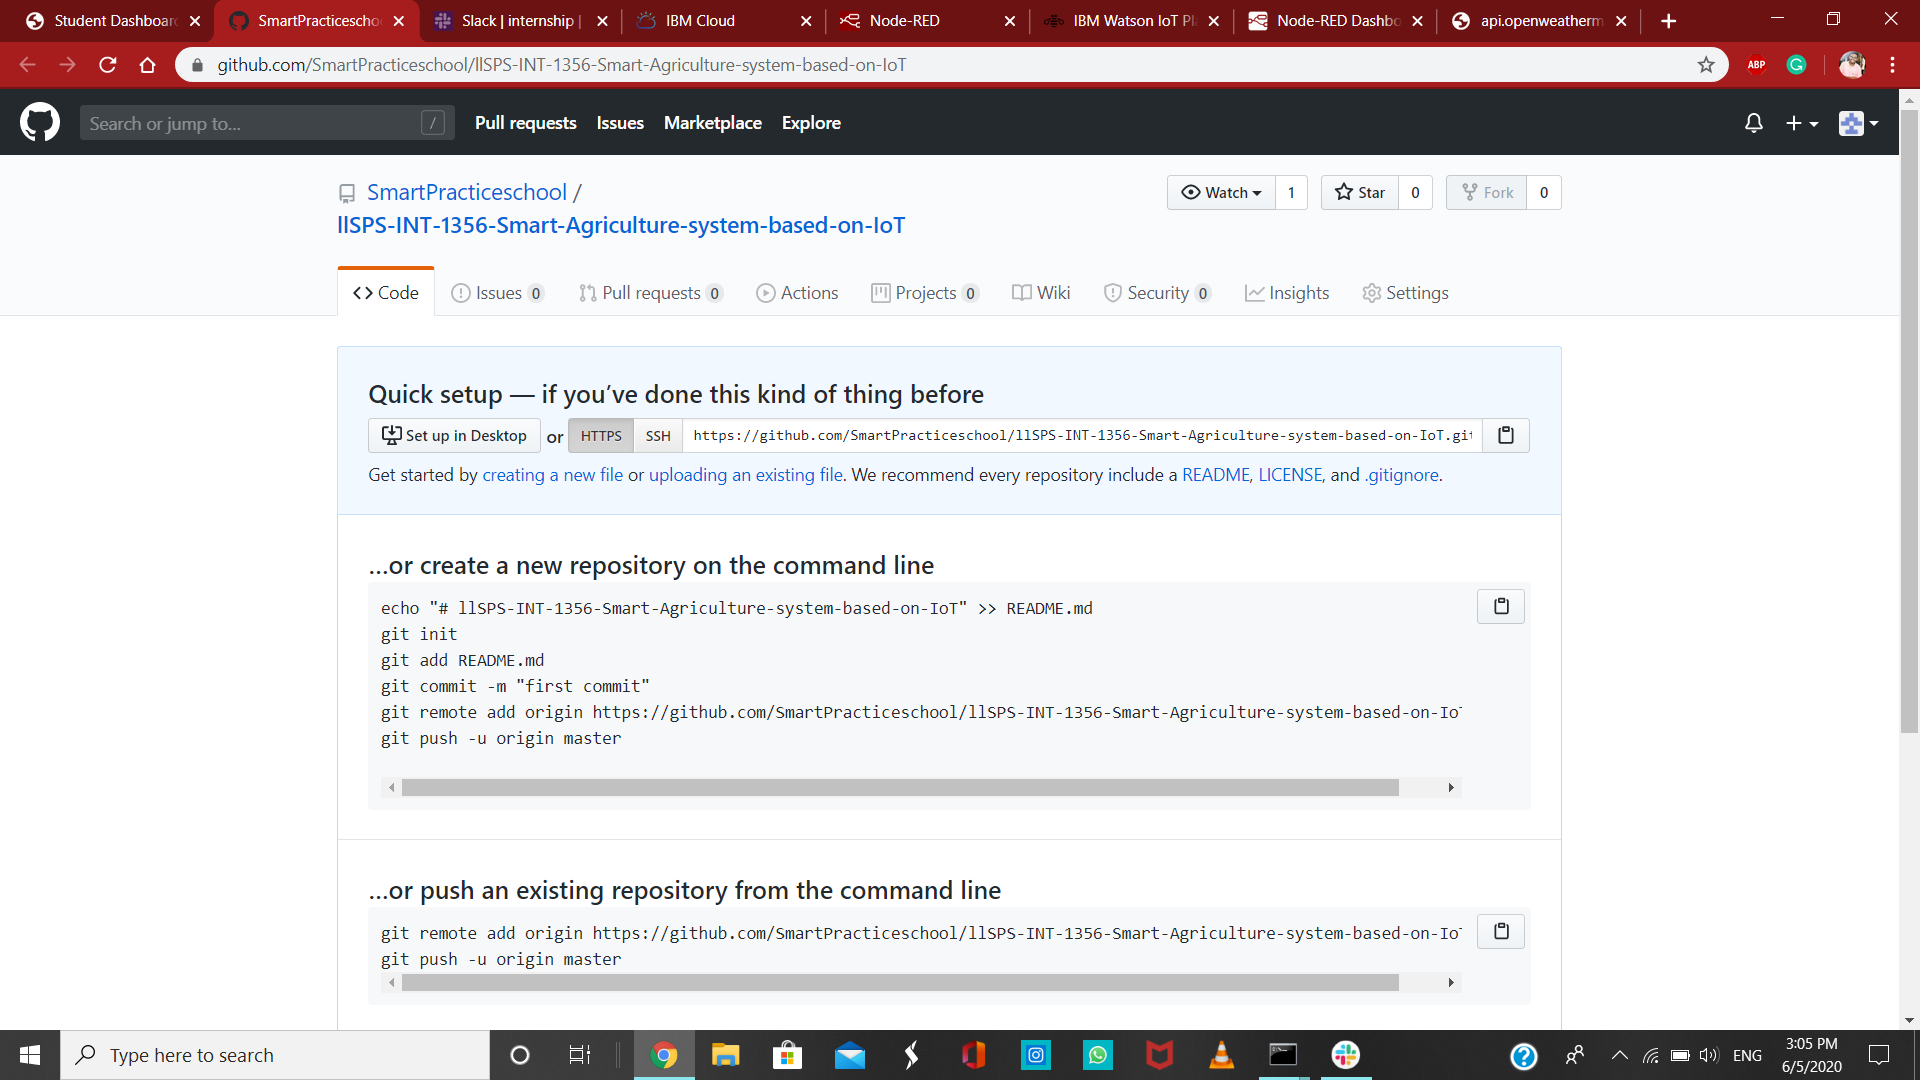 Student Dashboard
SmartPracticescho
Slack | internship |
IBM Cloud
Node-RED
IBM Watson IoT Pl
Node-RED Dashbo
api.openweatherm
github.com/SmartPracticeschool/llSPS-INT-1356-Smart-Agriculture-system-based-on-IoT
ABP
Search or jump to...
/
Pull requests
Issues
Marketplace
Explore
SmartPracticeschool /
llSPS-INT-1356-Smart-Agriculture-system-based-on-IoT
Watch 1
Star 0
Fork 0
Code
Issues 0
Pull requests 0
Actions
Projects 0
Wiki
Security 0
Insights
Settings
Quick setup — if you’ve done this kind of thing before
Set up in Desktop or HTTPS SSH https://github.com/SmartPracticeschool/llSPS-INT-1356-Smart-Agriculture-system-based-on-IoT.git
Get started by creating a new file or uploading an existing file. We recommend every repository include a README, LICENSE, and .gitignore.
…or create a new repository on the command line
echo "# llSPS-INT-1356-Smart-Agriculture-system-based-on-IoT" >> README.md
git init
git add README.md
git commit -m "first commit"
git remote add origin https://github.com/SmartPracticeschool/llSPS-INT-1356-Smart-Agriculture-system-based-on-IoT
git push -u origin master
…or push an existing repository from the command line
git remote add origin https://github.com/SmartPracticeschool/llSPS-INT-1356-Smart-Agriculture-system-based-on-IoT
git push -u origin master
Type here to search
ENG
3:05 PM
6/5/2020